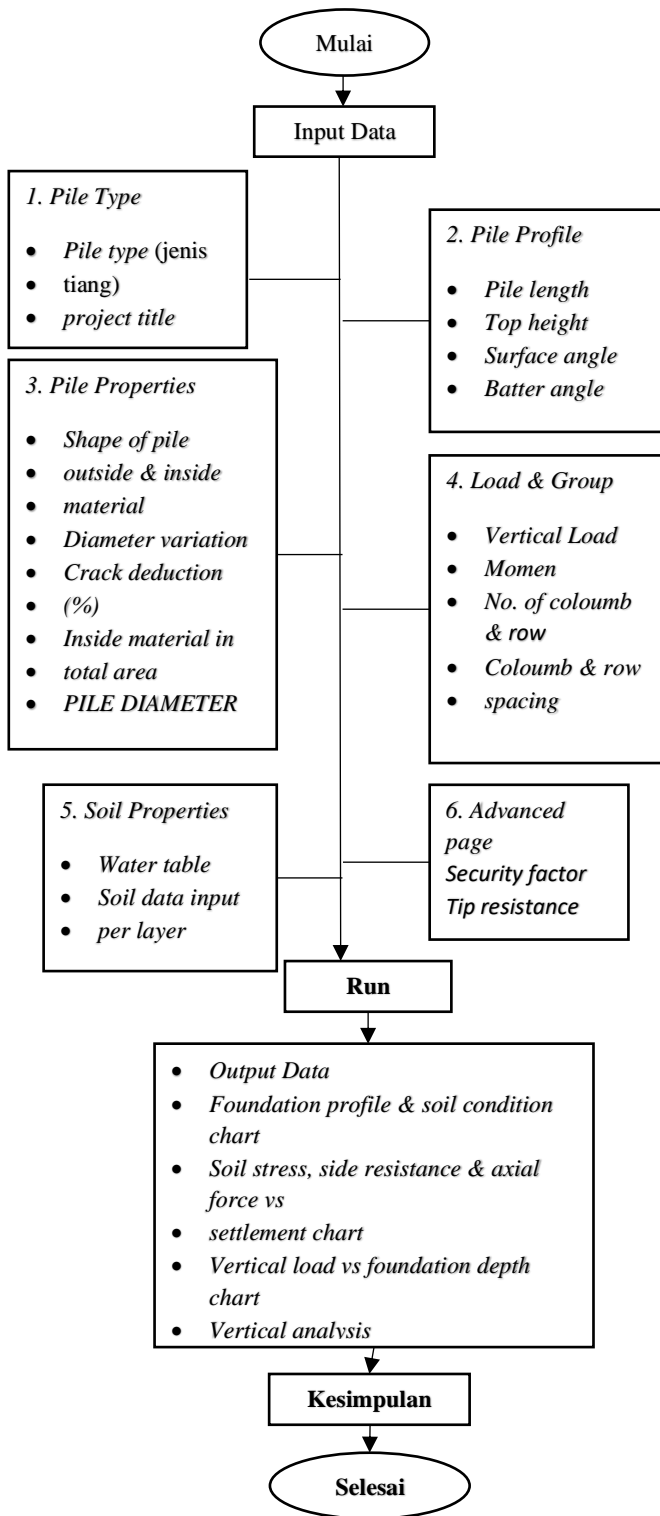 Mulai
Input Data
1. Pile Type
• Pile type (jenis
• tiang)
• project title
2. Pile Profile
• Pile length
• Top height
• Surface angle
• Batter angle
3. Pile Properties
• Shape of pile
• outside & inside
• material
• Diameter variation
• Crack deduction
• (%)
• Inside material in
• total area
• PILE DIAMETER
4. Load & Group
• Vertical Load
• Momen
• No. of coloumb
& row
• Coloumb & row
• spacing
5. Soil Properties
• Water table
• Soil data input
• per layer
6. Advanced
page
Security factor
Tip resistance
Run
• Output Data
• Foundation profile & soil condition
chart
• Soil stress, side resistance & axial
force vs
• settlement chart
• Vertical load vs foundation depth
chart
• Vertical analysis
Kesimpulan
Selesai